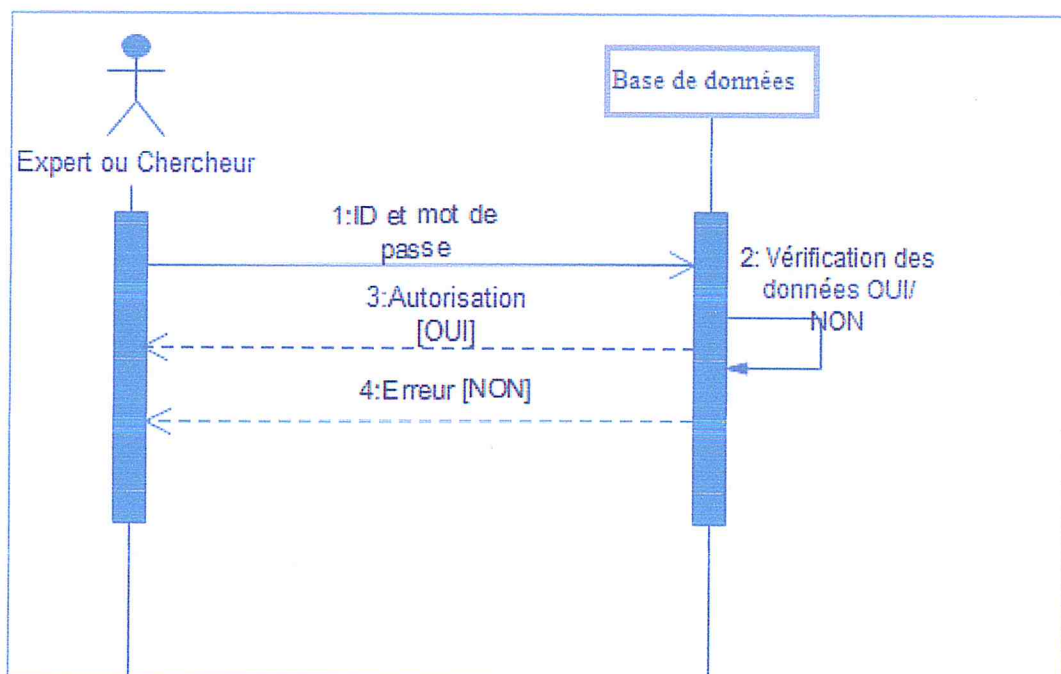 Base de données
Expert ou Chercheur
1:ID et mot de
passe
2: Vérification des
données OUI/
NON
3:Autorisation
[OUI]
4:Erreur [NON]